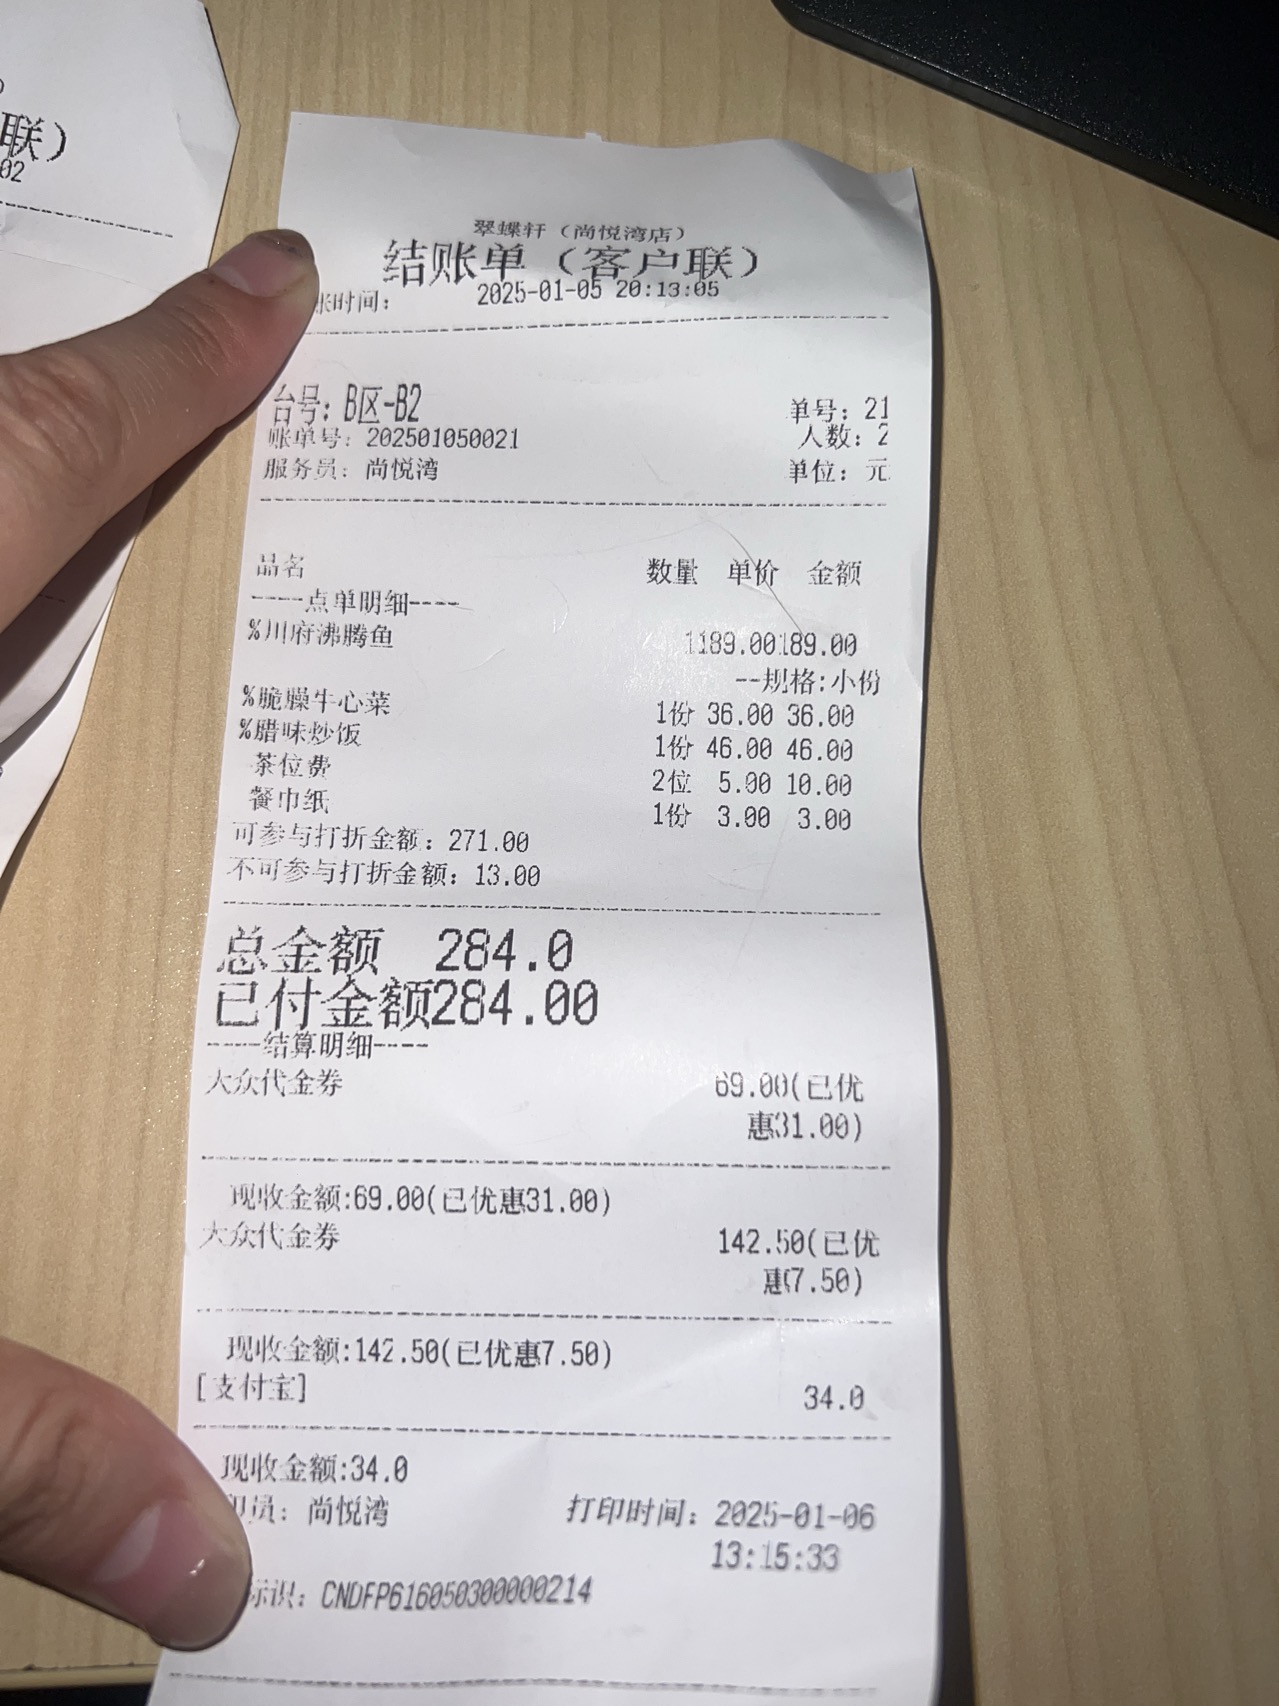 联）
02
翠蝶轩（尚悦湾店）
结账单（客户联）
账时间： 2025-01-05 20:13:05
台号：B区-B2 单号：21
账单号：202501050021 人数：2
服务员：尚悦湾 单位：元
品名 数量 单价 金额
----点单明细----
%川府沸腾鱼 1189.00189.00
--规格:小份
%脆臊牛心菜 1份 36.00 36.00
%腊味炒饭 1份 46.00 46.00
茶位费 2位 5.00 10.00
餐巾纸 1份 3.00 3.00
可参与打折金额：271.00
不可参与打折金额：13.00
总金额 284.0
已付金额284.00
----结算明细----
大众代金券 69.00(已优
惠31.00)
现收金额:69.00(已优惠31.00)
大众代金券 142.50(已优
惠7.50)
现收金额:142.50(已优惠7.50)
[支付宝] 34.0
现收金额:34.0
印员：尚悦湾 打印时间：2025-01-06
13:15:33
标识：CNDFP616050300000214